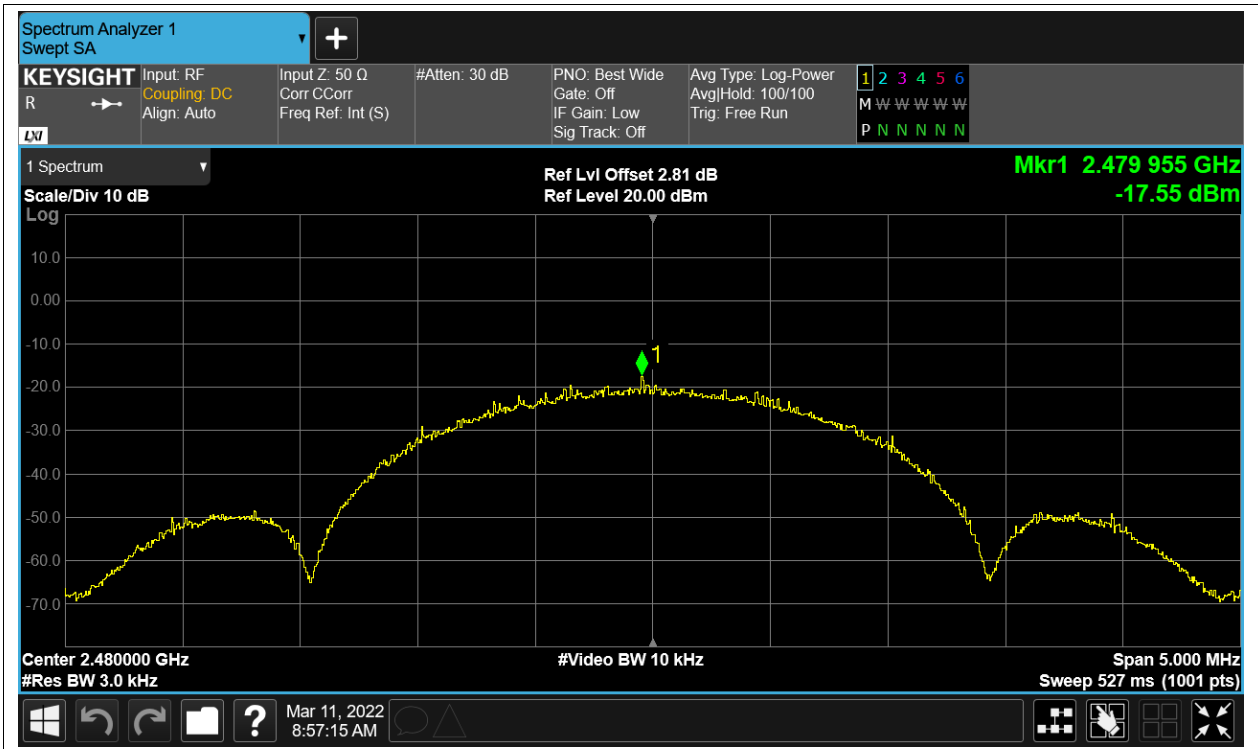 Spectrum Analyzer 1
Swept SA
KEYSIGHT
R
LXI
Input: RF
Coupling: DC
Align: Auto
Input Z: 50 Ω
Corr CCorr
Freq Ref: Int (S)
#Atten: 30 dB
PNO: Best Wide
Gate: Off
IF Gain: Low
Sig Track: Off
Avg Type: Log-Power
Avg|Hold: 100/100
Trig: Free Run
1 2 3 4 5 6
M W W W W W
P N N N N N
1 Spectrum
Scale/Div 10 dB
Log
Ref Lvl Offset 2.81 dB
Ref Level 20.00 dBm
Mkr1 2.479 955 GHz
-17.55 dBm
10.0
0.00
-10.0
1
-20.0
-30.0
-40.0
-50.0
-60.0
-70.0
Center 2.480000 GHz
#Res BW 3.0 kHz
#Video BW 10 kHz
Span 5.000 MHz
Sweep 527 ms (1001 pts)
?
Mar 11, 2022
8:57:15 AM